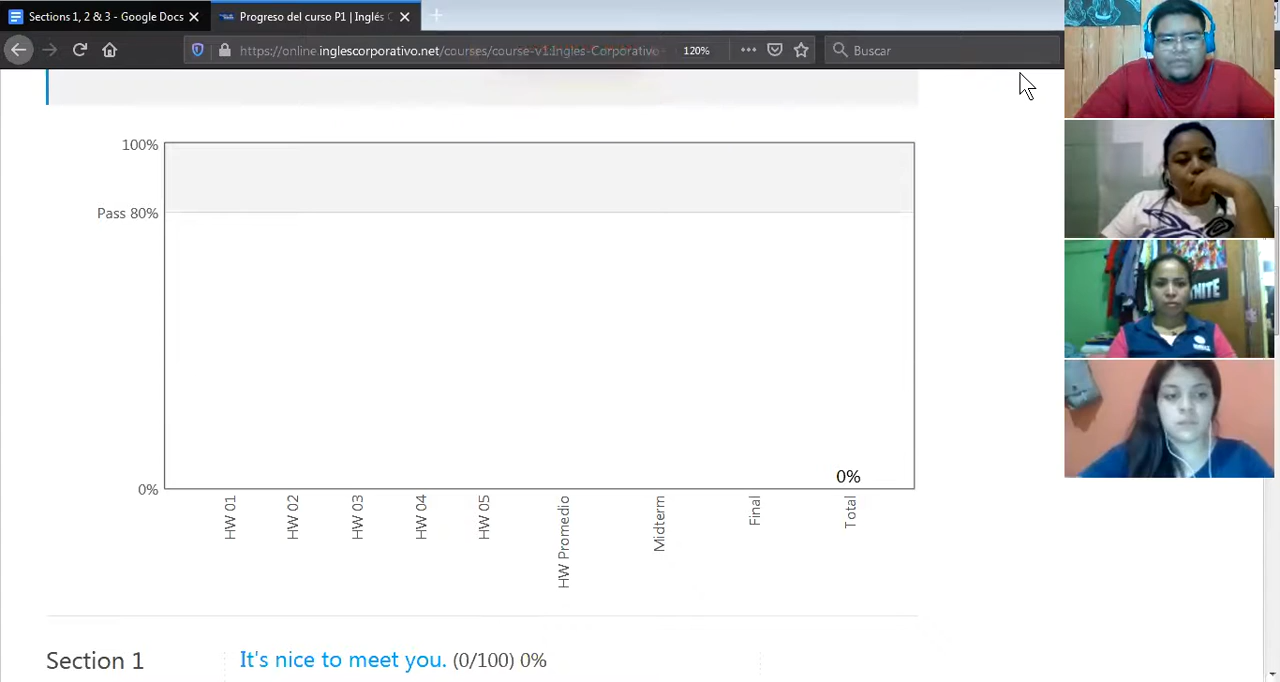 Sections 1, 2 & 3 - Google Docs
Progreso del curso P1 | Inglés C
https://online.inglescorporativo.net/courses/course-v1:Ingles-Corporativo
120%
Buscar
100%
Pass 80%
0%
0%
HW 01
HW 02
HW 03
HW 04
HW 05
HW Promedio
Midterm
Final
Total
Section 1
It's nice to meet you. (0/100) 0%